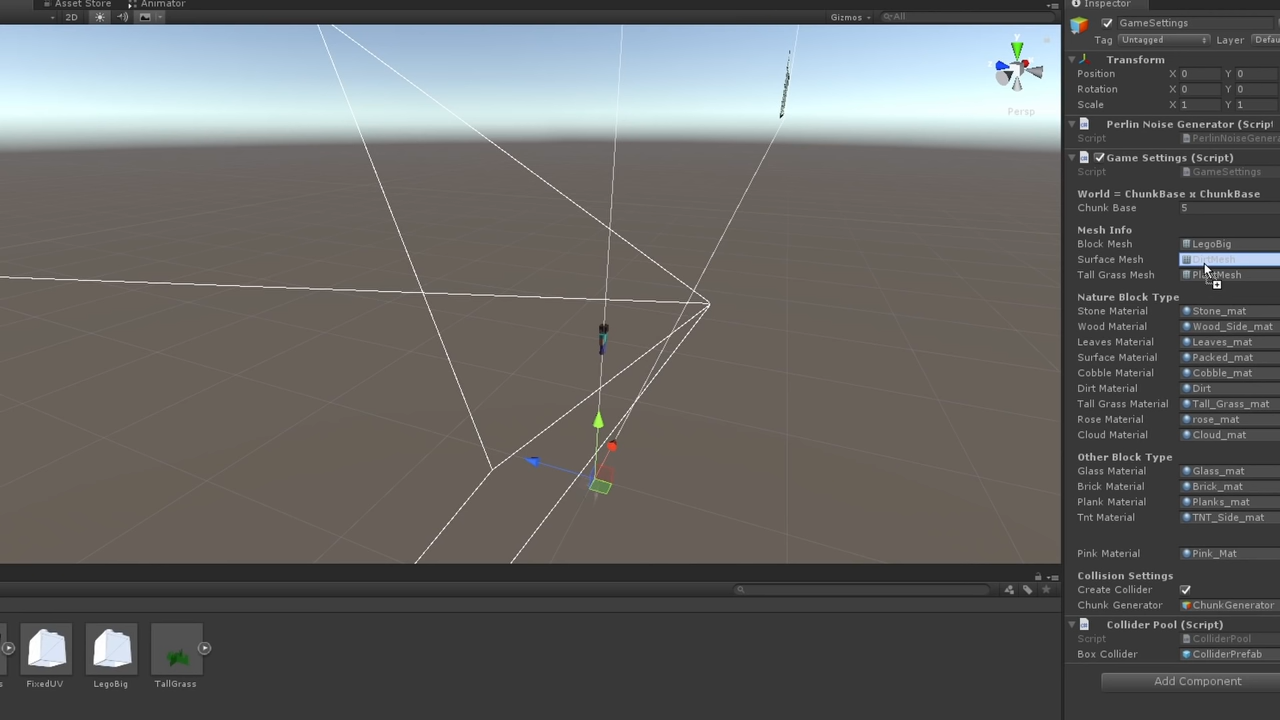 Asset Store Animator
2D
Gizmos
All
y
Persp
FixedUV
LegoBig
TallGrass
Inspector
GameSettings
Tag Untagged Layer
Transform
Position X 0 Y 0
Rotation X 0 Y 0
Scale X 1 Y 1
Perlin Noise Generator (Script
Script PerlinNoiseGener
Game Settings (Script)
Script GameSettings
World = ChunkBase x ChunkBase
Chunk Base 5
Mesh Info
Block Mesh LegoBig
Surface Mesh DirtMesh
Tall Grass Mesh PlantMesh
Nature Block Type
Stone Material Stone_mat
Wood Material Wood_Side_mat
Leaves Material Leaves_mat
Surface Material Packed_mat
Cobble Material Cobble_mat
Dirt Material Dirt
Tall Grass Material Tall_Grass_mat
Rose Material rose_mat
Cloud Material Cloud_mat
Other Block Type
Glass Material Glass_mat
Brick Material Brick_mat
Plank Material Planks_mat
Tnt Material TNT_Side_mat
Pink Material Pink_Mat
Collision Settings
Create Collider
Chunk Generator ChunkGenerator
Collider Pool (Script)
Script ColliderPool
Box Collider ColliderPrefab
Add Component